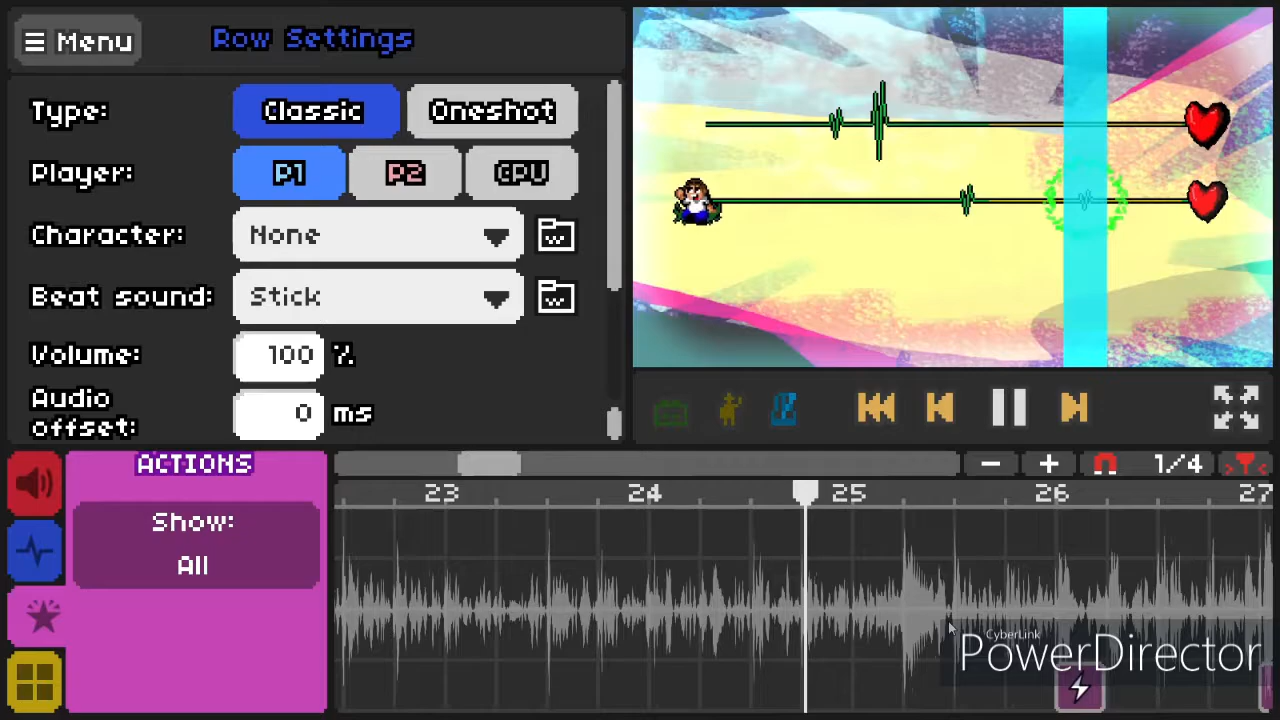 Menu
Row Settings
Type:
Classic
Oneshot
Player:
P1
P2
CPU
Character:
None
Beat sound:
Stick
Volume:
100
%
Audio
offset:
0
ms
ACTIONS
Show:
All
1/4
23
24
25
26
27
CyberLink
PowerDirector